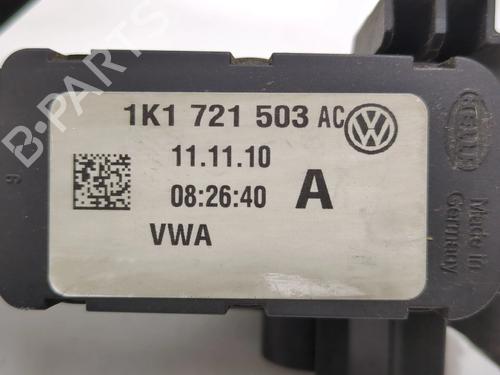 1K1 721 503 AC
11.11.10
08:26:40 A
VWA
HELLA
Made in
Germany
B-PARTS